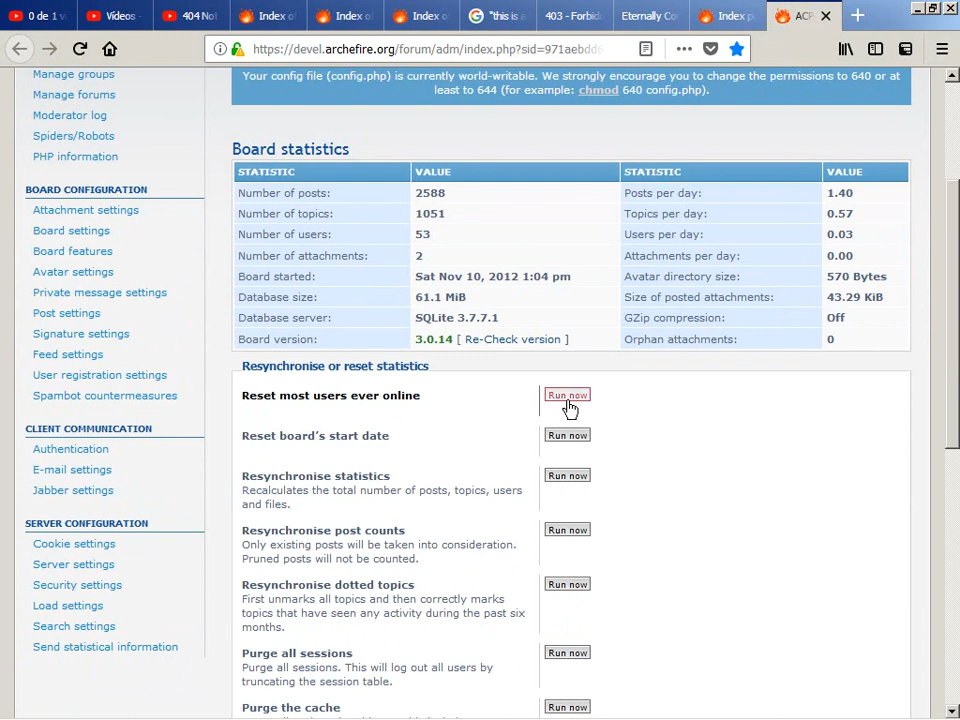 0 de 1 v
Vídeos -
404 Not
Index o
Index o
Index o
"this is a
403 - Forbid
Eternally Co
Index p
ACP
https://devel.archefire.org/forum/adm/index.php?sid=971aebdd6
Manage groups
Manage forums
Moderator log
Spiders/Robots
PHP information
BOARD CONFIGURATION
Attachment settings
Board settings
Board features
Avatar settings
Private message settings
Post settings
Signature settings
Feed settings
User registration settings
Spambot countermeasures
CLIENT COMMUNICATION
Authentication
E-mail settings
Jabber settings
SERVER CONFIGURATION
Cookie settings
Server settings
Security settings
Load settings
Search settings
Send statistical information
Your config file (config.php) is currently world-writable. We strongly encourage you to change the permissions to 640 or at
least to 644 (for example: chmod 640 config.php).
Board statistics
STATISTIC VALUE STATISTIC VALUE
Number of posts: 2588 Posts per day: 1.40
Number of topics: 1051 Topics per day: 0.57
Number of users: 53 Users per day: 0.03
Number of attachments: 2 Attachments per day: 0.00
Board started: Sat Nov 10, 2012 1:04 pm Avatar directory size: 570 Bytes
Database size: 61.1 MiB Size of posted attachments: 43.29 KiB
Database server: SQLite 3.7.7.1 GZip compression: Off
Board version: 3.0.14 [ Re-Check version ] Orphan attachments: 0
Resynchronise or reset statistics
Reset most users ever online Run now
Reset board’s start date Run now
Resynchronise statistics Run now
Recalculates the total number of posts, topics, users
and files.
Resynchronise post counts Run now
Only existing posts will be taken into consideration.
Pruned posts will not be counted.
Resynchronise dotted topics Run now
First unmarks all topics and then correctly marks
topics that have seen any activity during the past six
months.
Purge all sessions Run now
Purge all sessions. This will log out all users by
truncating the session table.
Purge the cache Run now